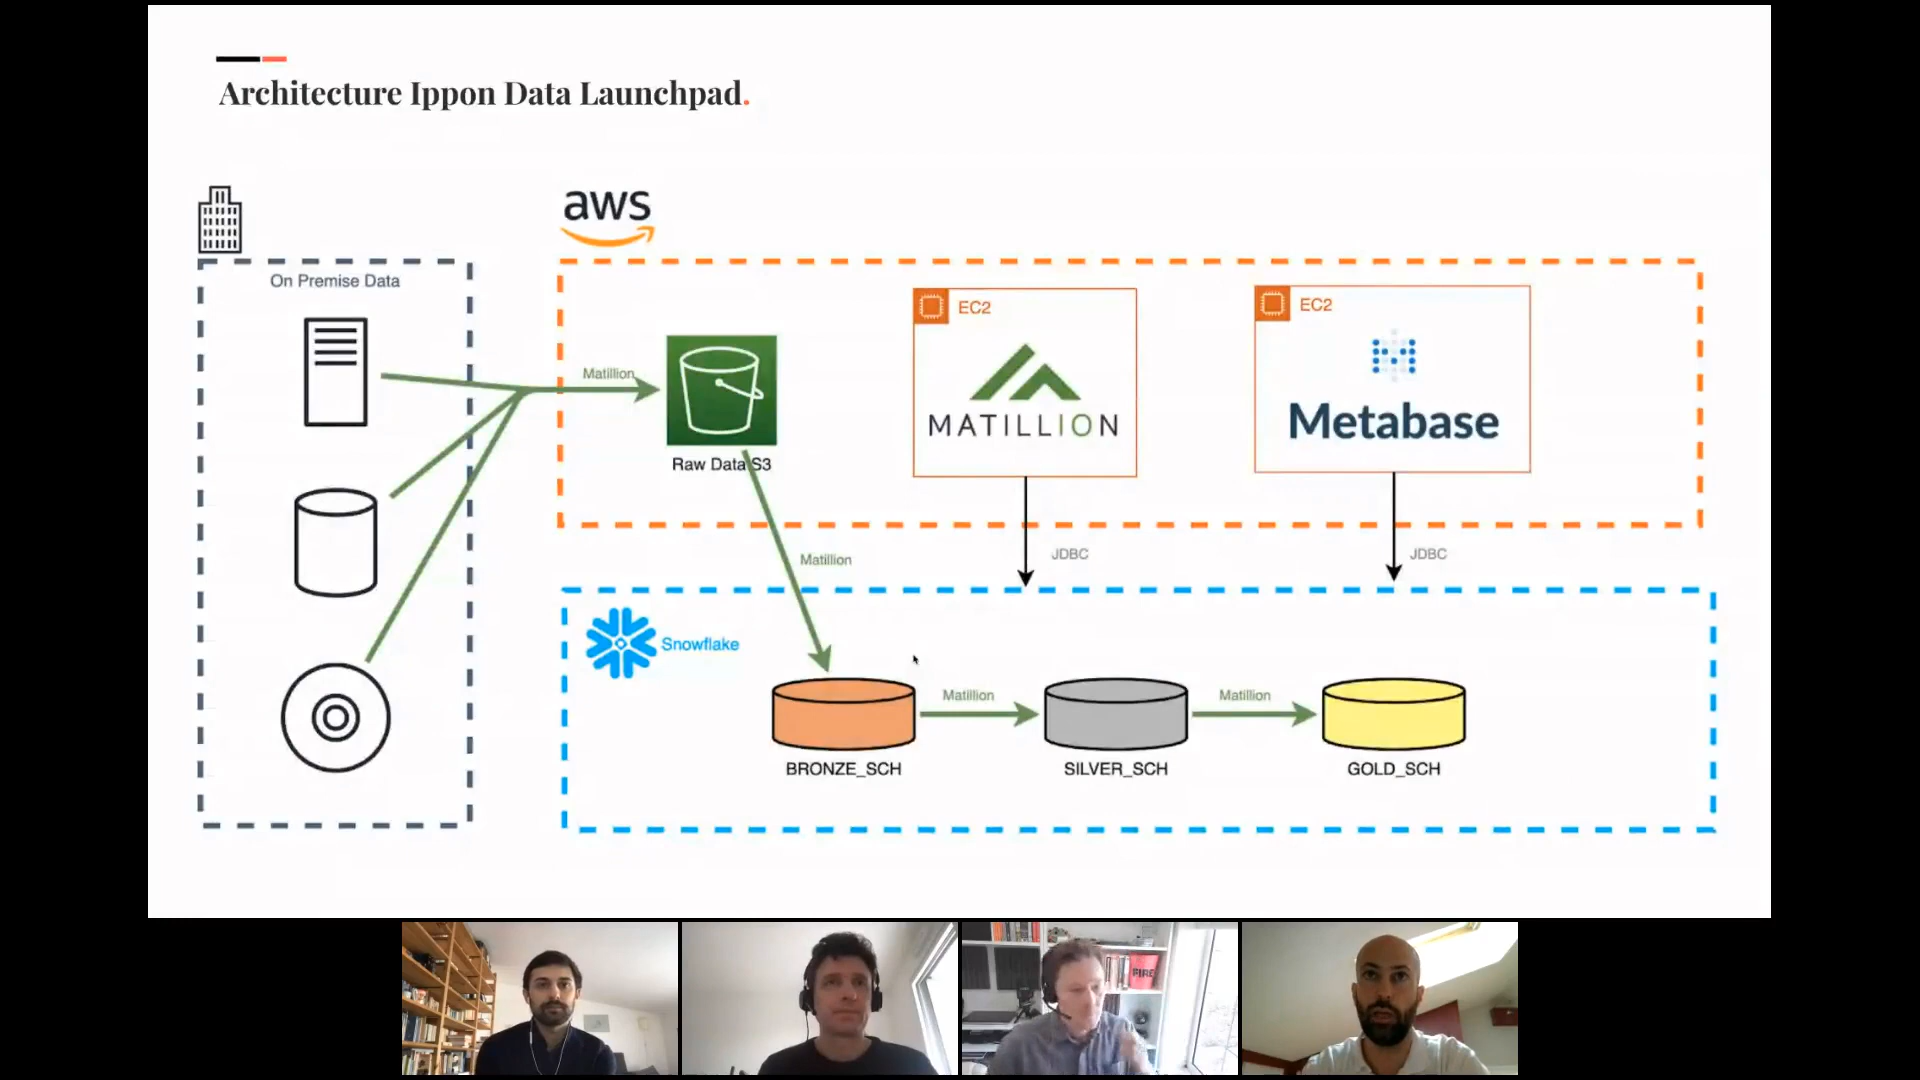 Architecture Ippon Data Launchpad.
aws
On Premise Data
EC2
EC2
Matillion
MATILLION
Metabase
Raw Data S3
Matillion
JDBC
JDBC
Snowflake
Matillion
Matillion
BRONZE_SCH
SILVER_SCH
GOLD_SCH
FIRE